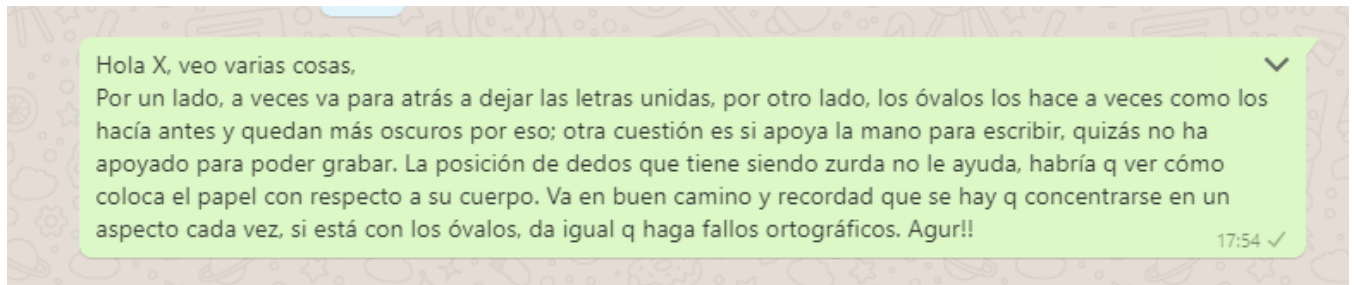 Hola X, veo varias cosas,
Por un lado, a veces va para atrás a dejar las letras unidas, por otro lado, los óvalos los hace a veces como los
hacía antes y quedan más oscuros por eso; otra cuestión es si apoya la mano para escribir, quizás no ha
apoyado para poder grabar. La posición de dedos que tiene siendo zurda no le ayuda, habría q ver cómo
coloca el papel con respecto a su cuerpo. Va en buen camino y recordad que se hay q concentrarse en un
aspecto cada vez, si está con los óvalos, da igual q haga fallos ortográficos. Agur!!
17:54